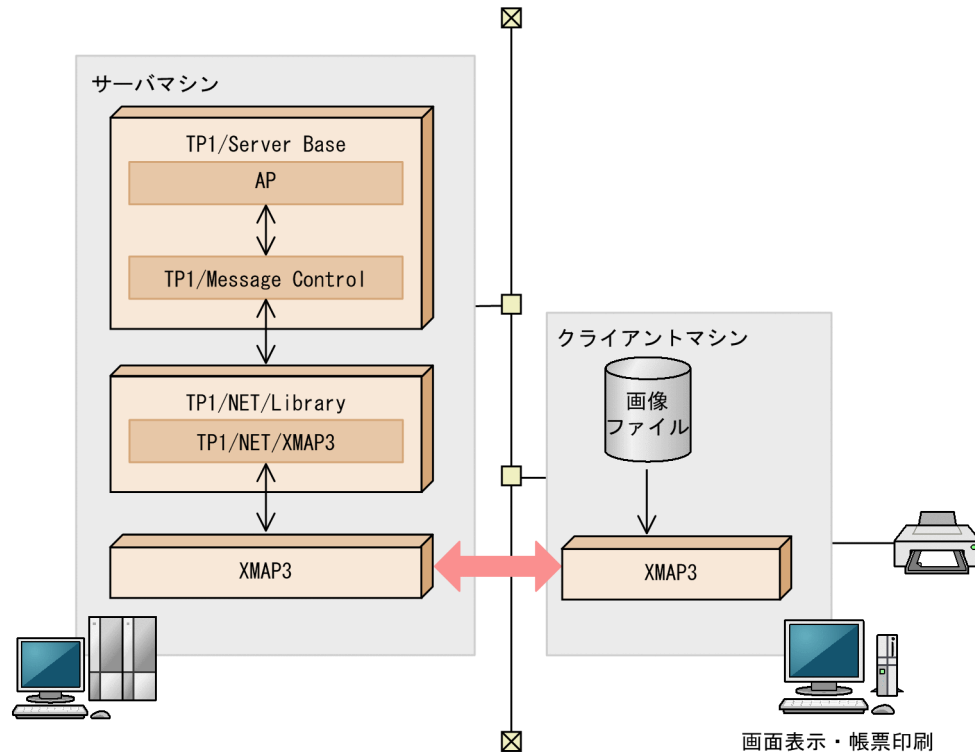 サーバマシン
TP1/Server Base
AP
TP1/Message Control
TP1/NET/Library
TP1/NET/XMAP3
XMAP3
クライアントマシン
画像
ファイル
XMAP3
画面表示・帳票印刷